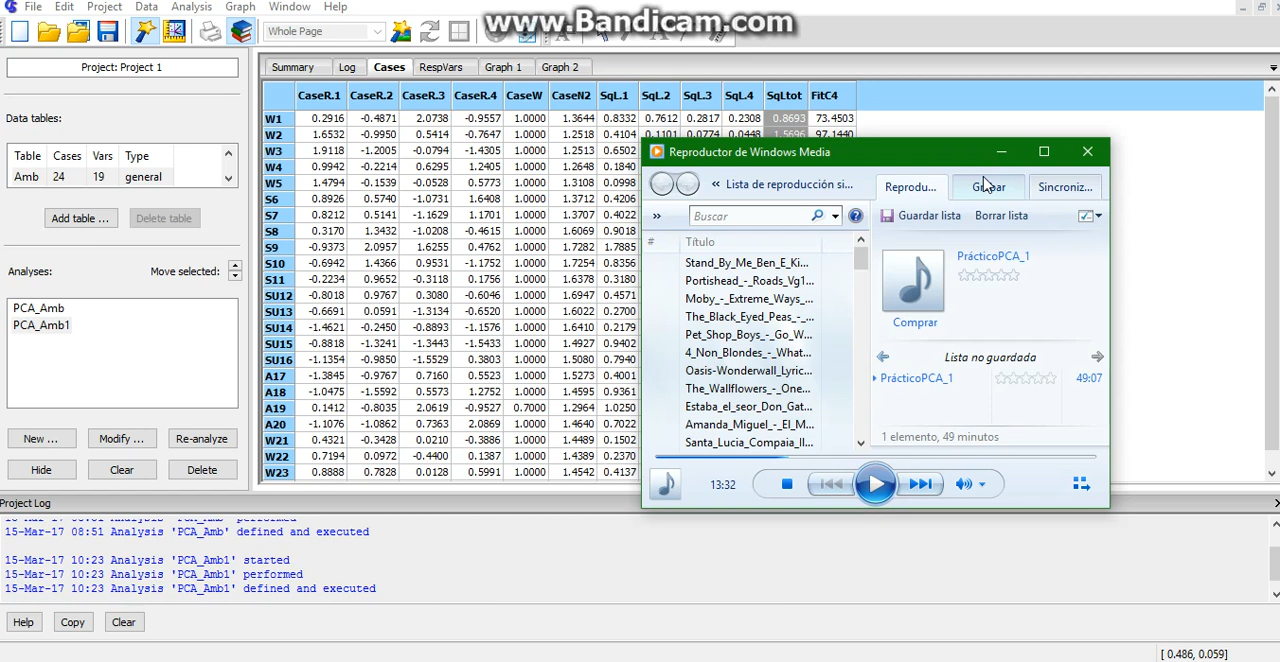 File Edit Project Data Analysis Graph Window Help
www.Bandicam.com
Whole Page
Project: Project 1
Data tables:
Table Cases Vars Type
Amb 24 19 general
Add table ... Delete table
Analyses: Move selected:
PCA_Amb
PCA_Amb1
New ... Modify ... Re-analyze
Hide Clear Delete
Summary Log Cases RespVars Graph 1 Graph 2
CaseR.1 CaseR.2 CaseR.3 CaseR.4 CaseW CaseN2 SqL.1 SqL.2 SqL.3 SqL.4 SqLtot FitC4
W1 0.2916 -0.4871 2.0738 -0.9557 1.0000 1.3644 0.8332 0.7612 0.2817 0.2308 0.8693 73.4503
W2 1.6532 -0.9950 0.5414 -0.7647 1.0000 1.2518 0.4104 0.1101 0.0774 0.0448 1.5696 97.1440
W3 1.9118 -1.2005 -0.0794 -1.4305 1.0000 1.2513 0.6502
W4 0.9942 -0.2214 0.6295 1.2405 1.0000 1.2648 0.1840
W5 1.4794 -0.1539 -0.0528 0.5773 1.0000 1.3108 0.0998
S6 0.8926 0.5740 -1.0731 1.6408 1.0000 1.3712 0.4206
S7 0.8212 0.5141 -1.1629 1.1701 1.0000 1.3707 0.4022
S8 0.3170 1.3432 -1.0218 -0.4615 1.0000 1.6069 0.9018
S9 -0.9373 2.0957 1.6255 0.4762 1.0000 1.7282 1.7885
S10 -0.6942 1.4366 0.9531 -1.1752 1.0000 1.7254 0.8356
S11 -0.2234 0.9652 -0.3118 0.1756 1.0000 1.6378 0.3180
SU12 -0.8018 0.9767 0.3080 -0.6046 1.0000 1.6947 0.4571
SU13 -0.6691 0.0591 -1.3134 -0.6570 1.0000 1.6022 0.2700
SU14 -1.4621 -0.2450 -0.8893 -1.1576 1.0000 1.6410 0.2179
SU15 -0.8818 -1.3241 -1.3443 -1.5433 1.0000 1.4927 0.9402
SU16 -1.1354 -0.9850 -1.5529 0.3803 1.0000 1.5080 0.7940
A17 -1.3845 -0.9767 0.7160 0.5523 1.0000 1.5273 0.4001
A18 -1.0475 -1.5592 0.5573 1.2752 1.0000 1.4565 0.9361
A19 0.1412 -0.8035 2.0619 -0.9527 0.7000 1.2964 1.0250
A20 -1.1076 -1.0862 0.7363 2.0869 1.0000 1.4640 0.7022
W21 0.4321 -0.3428 0.0210 -0.3886 1.0000 1.4489 0.1502
W22 0.7194 0.0972 -0.4400 0.1387 1.0000 1.4389 0.2370
W23 0.8888 0.7828 0.0128 0.5991 1.0000 1.4542 0.4137
Reproductor de Windows Media
« Lista de reproducción si... Reprodu... Sincroniz...
» Buscar Guardar lista Borrar lista
# Título
Stand_By_Me_Ben_E_Ki...
Portishead_-_Roads_Vg1...
Moby_-_Extreme_Ways_...
The_Black_Eyed_Peas_-_...
Pet_Shop_Boys_-_Go_W...
4_Non_Blondes_-_What...
Oasis-Wonderwall_Lyric...
The_Wallflowers_-_One...
Estaba_el_seor_Don_Gat...
Amanda_Miguel_-_El_M...
Santa_Lucia_Compaia_Il...
PrácticoPCA_1
Comprar
Lista no guardada
PrácticoPCA_1 49:07
1 elemento, 49 minutos
13:32
Project Log
15-Mar-17 08:51 Analysis 'PCA_Amb' defined and executed
15-Mar-17 10:23 Analysis 'PCA_Amb1' started
15-Mar-17 10:23 Analysis 'PCA_Amb1' performed
15-Mar-17 10:23 Analysis 'PCA_Amb1' defined and executed
Help Copy Clear
[ 0.486, 0.059]